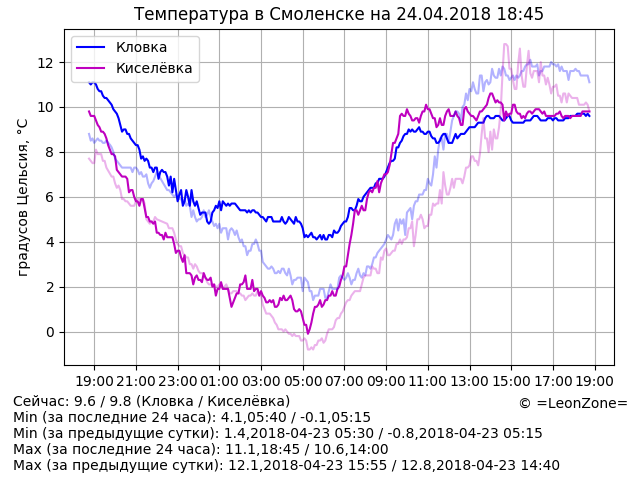 Температура в Смоленске на 24.04.2018 18:45
Кловка
Киселёвка
градусов Цельсия, °C
12
10
8
6
4
2
0
19:00 21:00 23:00 01:00 03:00 05:00 07:00 09:00 11:00 13:00 15:00 17:00 19:00
Сейчас: 9.6 / 9.8 (Кловка / Киселёвка)
© =LeonZone=
Min (за последние 24 часа): 4.1,05:40 / -0.1,05:15
Min (за предыдущие сутки): 1.4,2018-04-23 05:30 / -0.8,2018-04-23 05:15
Max (за последние 24 часа): 11.1,18:45 / 10.6,14:00
Max (за предыдущие сутки): 12.1,2018-04-23 15:55 / 12.8,2018-04-23 14:40